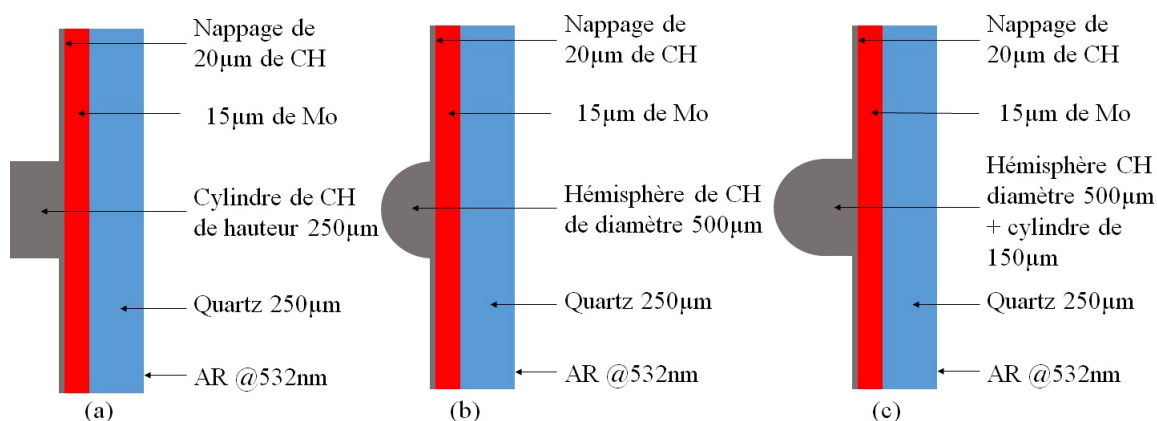 Nappage de
20µm de CH
15µm de Mo
Cylindre de CH
de hauteur 250µm
Quartz 250µm
AR @532nm
(a)
Nappage de
20µm de CH
15µm de Mo
Hémisphère de CH
de diamètre 500µm
Quartz 250µm
AR @532nm
(b)
Nappage de
20µm de CH
15µm de Mo
Hémisphère CH
diamètre 500µm
+ cylindre de
150µm
Quartz 250µm
AR @532nm
(c)